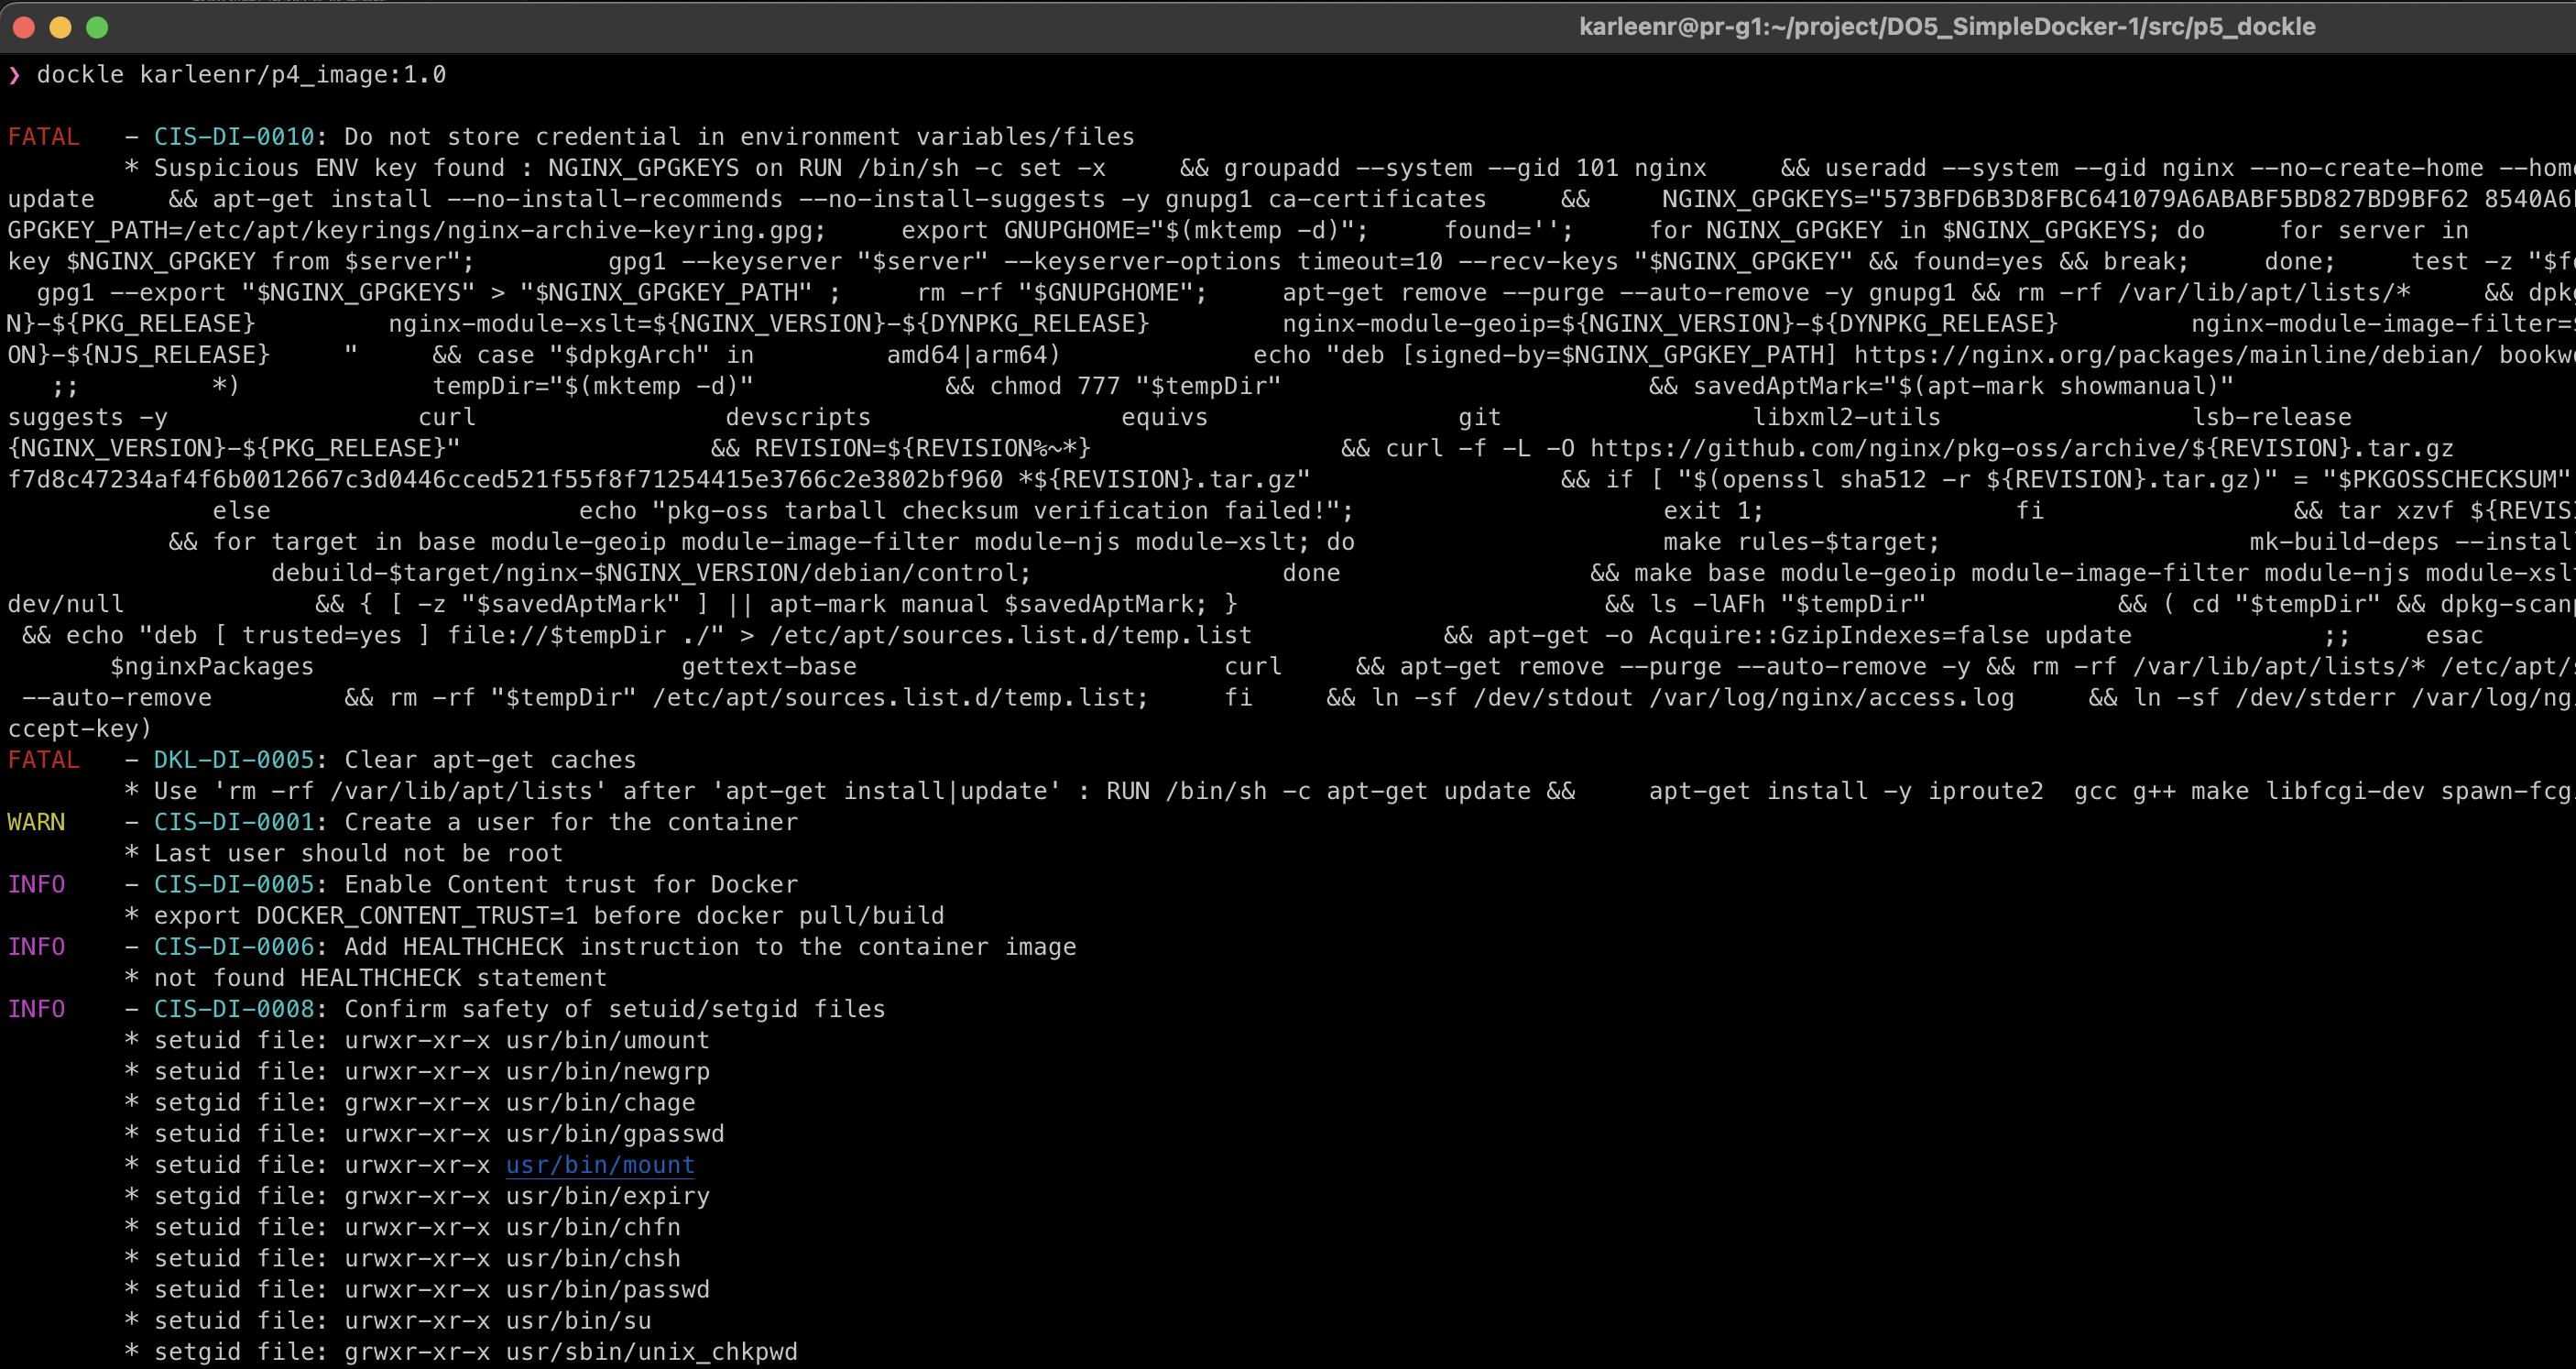 karleenr@pr-g1:~/project/DO5_SimpleDocker-1/src/p5_dockle
❯ dockle karleenr/p4_image:1.0
FATAL - CIS-DI-0010: Do not store credential in environment variables/files
* Suspicious ENV key found : NGINX_GPGKEYS on RUN /bin/sh -c set -x && groupadd --system --gid 101 nginx && useradd --system --gid nginx --no-create-home --home
update && apt-get install --no-install-recommends --no-install-suggests -y gnupg1 ca-certificates && NGINX_GPGKEYS="573BFD6B3D8FBC641079A6ABABF5BD827BD9BF62 8540A6
GPGKEY_PATH=/etc/apt/keyrings/nginx-archive-keyring.gpg; export GNUPGHOME="$(mktemp -d)"; found=''; for NGINX_GPGKEY in $NGINX_GPGKEYS; do for server in
key $NGINX_GPGKEY from $server"; gpg1 --keyserver "$server" --keyserver-options timeout=10 --recv-keys "$NGINX_GPGKEY" && found=yes && break; done; test -z "$fo
gpg1 --export "$NGINX_GPGKEYS" > "$NGINX_GPGKEY_PATH" ; rm -rf "$GNUPGHOME"; apt-get remove --purge --auto-remove -y gnupg1 && rm -rf /var/lib/apt/lists/* && dpkg
N}-${PKG_RELEASE} nginx-module-xslt=${NGINX_VERSION}-${DYNPKG_RELEASE} nginx-module-geoip=${NGINX_VERSION}-${DYNPKG_RELEASE} nginx-module-image-filter=$
ON}-${NJS_RELEASE} " && case "$dpkgArch" in amd64|arm64) echo "deb [signed-by=$NGINX_GPGKEY_PATH] https://nginx.org/packages/mainline/debian/ bookwo
;; *) tempDir="$(mktemp -d)" && chmod 777 "$tempDir" && savedAptMark="$(apt-mark showmanual)"
suggests -y curl devscripts equivs git libxml2-utils lsb-release
{NGINX_VERSION}-${PKG_RELEASE}" && REVISION=${REVISION%~*} && curl -f -L -O https://github.com/nginx/pkg-oss/archive/${REVISION}.tar.gz
f7d8c47234af4f6b0012667c3d0446cced521f55f8f71254415e3766c2e3802bf960 *${REVISION}.tar.gz" && if [ "$(openssl sha512 -r ${REVISION}.tar.gz)" = "$PKGOSSCHECKSUM"
else echo "pkg-oss tarball checksum verification failed!"; exit 1; fi && tar xzvf ${REVIS
&& for target in base module-geoip module-image-filter module-njs module-xslt; do make rules-$target; mk-build-deps --instal
debuild-$target/nginx-$NGINX_VERSION/debian/control; done && make base module-geoip module-image-filter module-njs module-xslt
dev/null && { [ -z "$savedAptMark" ] || apt-mark manual $savedAptMark; } && ls -lAFh "$tempDir" && ( cd "$tempDir" && dpkg-scanp
&& echo "deb [ trusted=yes ] file://$tempDir ./" > /etc/apt/sources.list.d/temp.list && apt-get -o Acquire::GzipIndexes=false update ;; esac
$nginxPackages gettext-base curl && apt-get remove --purge --auto-remove -y && rm -rf /var/lib/apt/lists/* /etc/apt/s
--auto-remove && rm -rf "$tempDir" /etc/apt/sources.list.d/temp.list; fi && ln -sf /dev/stdout /var/log/nginx/access.log && ln -sf /dev/stderr /var/log/ng
ccept-key)
FATAL - DKL-DI-0005: Clear apt-get caches
* Use 'rm -rf /var/lib/apt/lists' after 'apt-get install|update' : RUN /bin/sh -c apt-get update && apt-get install -y iproute2 gcc g++ make libfcgi-dev spawn-fcg
WARN - CIS-DI-0001: Create a user for the container
* Last user should not be root
INFO - CIS-DI-0005: Enable Content trust for Docker
* export DOCKER_CONTENT_TRUST=1 before docker pull/build
INFO - CIS-DI-0006: Add HEALTHCHECK instruction to the container image
* not found HEALTHCHECK statement
INFO - CIS-DI-0008: Confirm safety of setuid/setgid files
* setuid file: urwxr-xr-x usr/bin/umount
* setuid file: urwxr-xr-x usr/bin/newgrp
* setgid file: grwxr-xr-x usr/bin/chage
* setuid file: urwxr-xr-x usr/bin/gpasswd
* setuid file: urwxr-xr-x usr/bin/mount
* setgid file: grwxr-xr-x usr/bin/expiry
* setuid file: urwxr-xr-x usr/bin/chfn
* setuid file: urwxr-xr-x usr/bin/chsh
* setuid file: urwxr-xr-x usr/bin/passwd
* setuid file: urwxr-xr-x usr/bin/su
* setgid file: grwxr-xr-x usr/sbin/unix_chkpwd